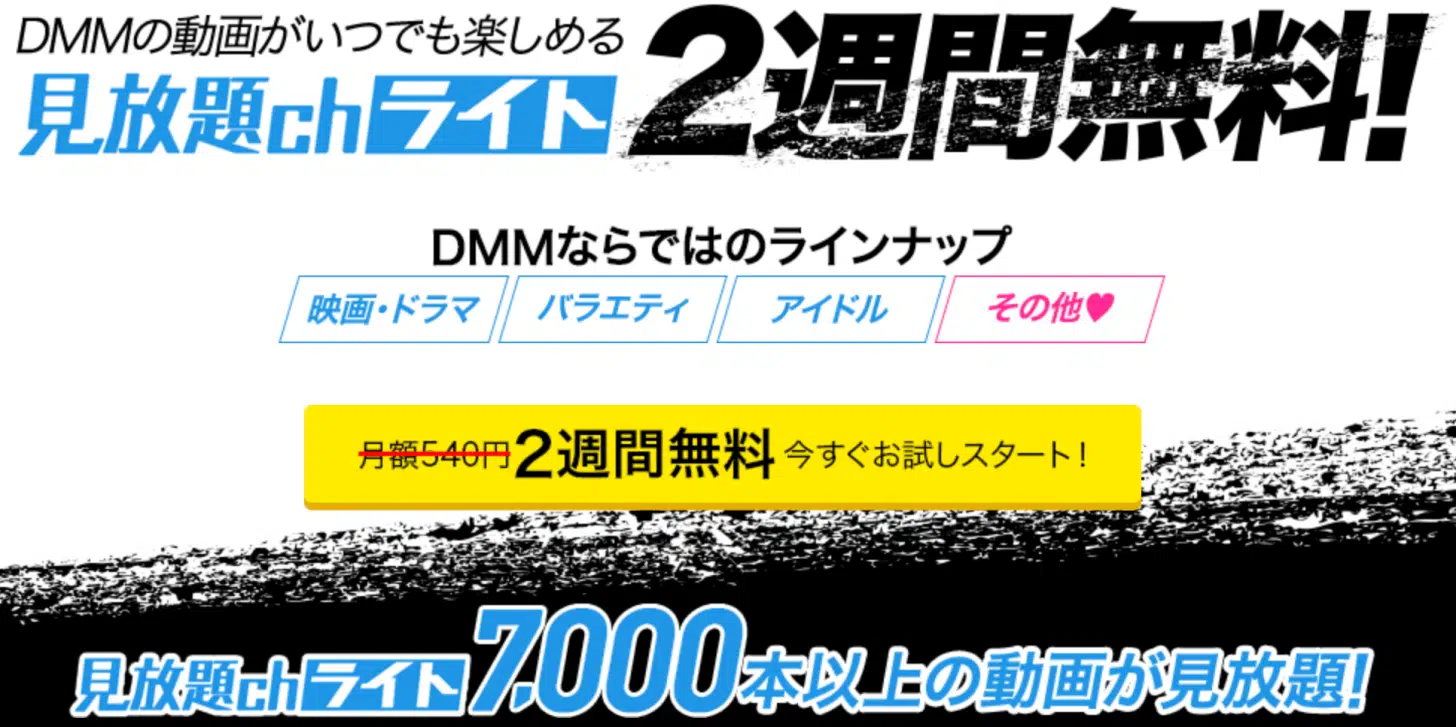 DMMの動画がいつでも楽しめる
見放題chライト
2週間無料!
DMMならではのラインナップ
映画・ドラマ
バラエティ
アイドル
その他♥
月額540円2週間無料 今すぐお試しスタート!
見放題chライト7,000本以上の動画が見放題!